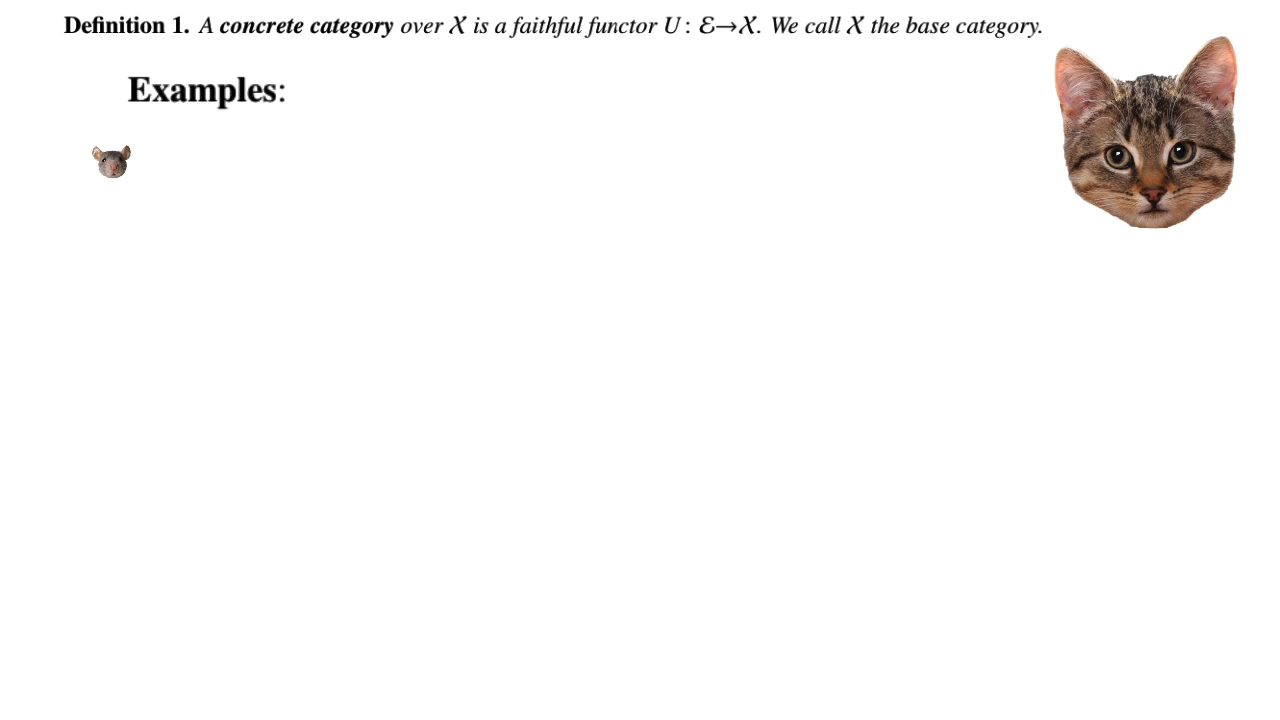 Definition 1. A concrete category over X is a faithful functor U : ℰ→X. We call X the base category.
Examples: